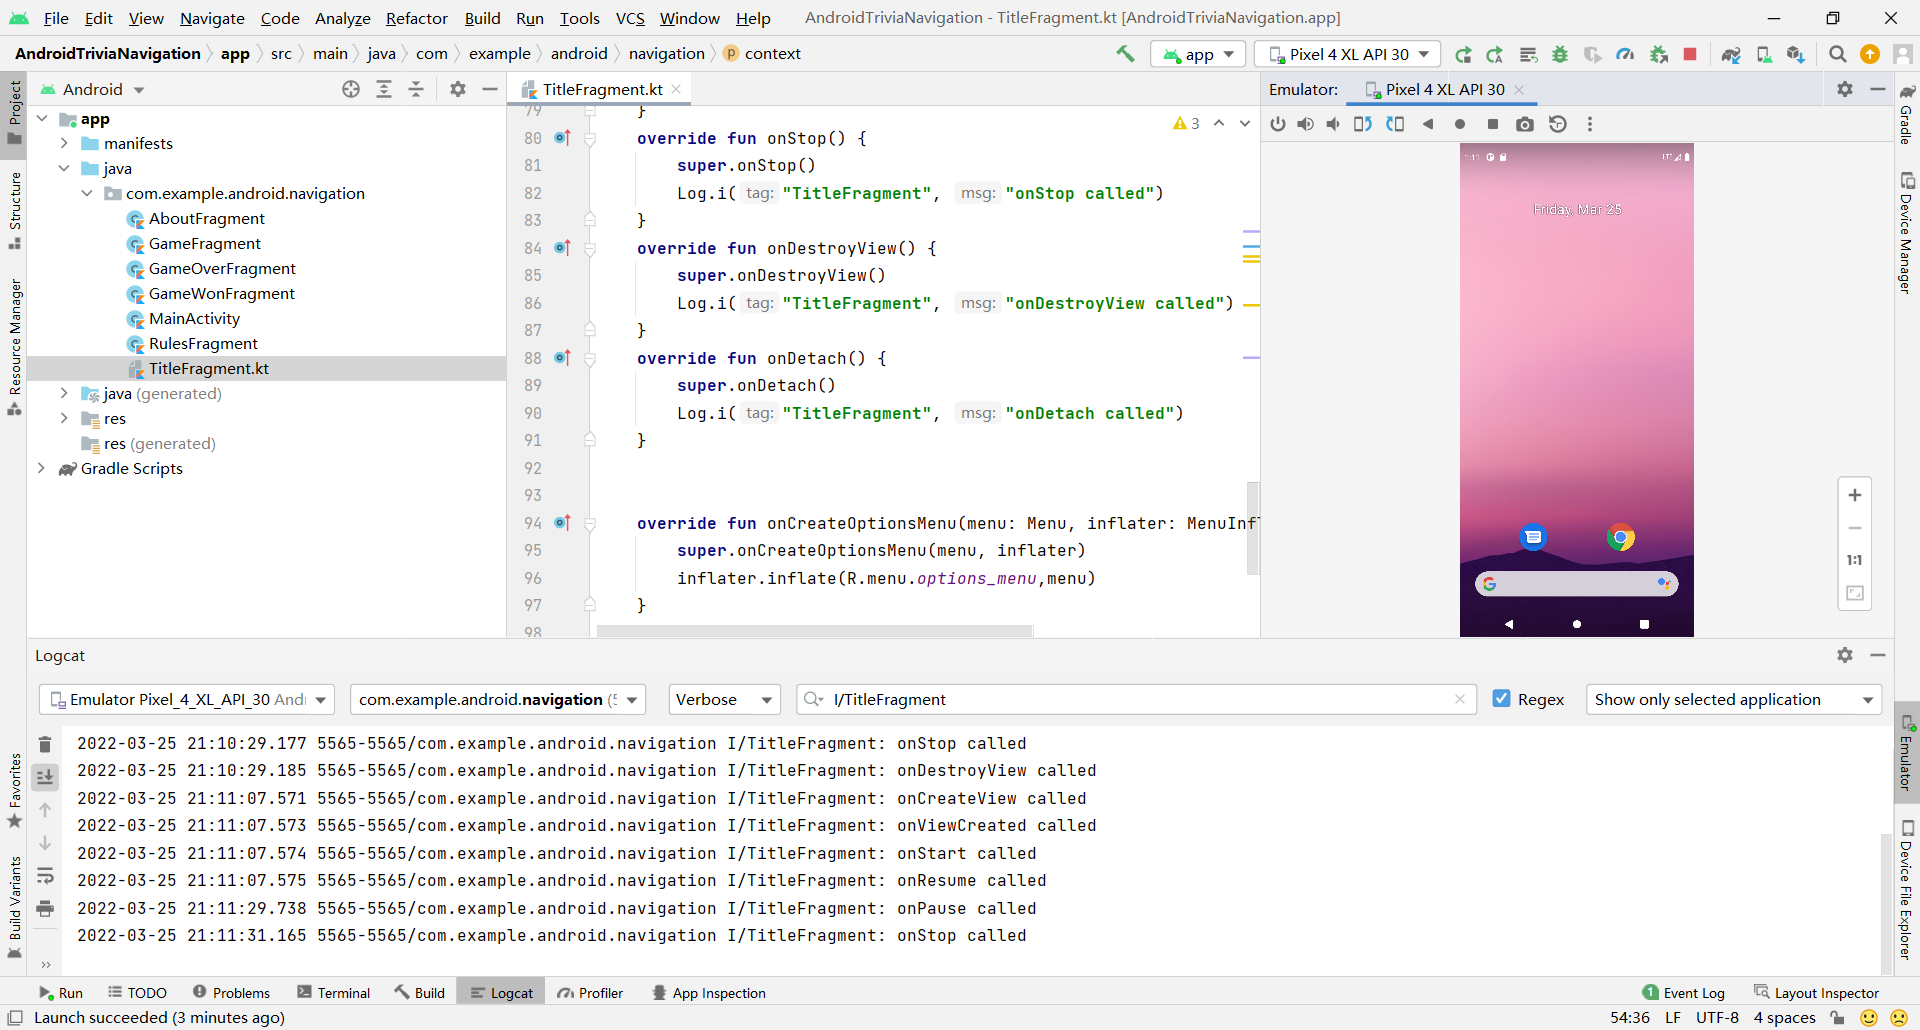 File Edit View Navigate Code Analyze Refactor Build Run Tools VCS Window Help AndroidTriviaNavigation - TitleFragment.kt [AndroidTriviaNavigation.app]
AndroidTriviaNavigation app src main java com example android navigation context app Pixel 4 XL API 30
Android
TitleFragment.kt
Emulator: Pixel 4 XL API 30
Project
Structure
Resource Manager
Favorites
Build Variants
app
manifests
java
com.example.android.navigation
AboutFragment
GameFragment
GameOverFragment
GameWonFragment
MainActivity
RulesFragment
TitleFragment.kt
java (generated)
res
res (generated)
Gradle Scripts
3
79 }
80 override fun onStop() {
81 super.onStop()
82 Log.i( tag: "TitleFragment", msg: "onStop called")
83 }
84 override fun onDestroyView() {
85 super.onDestroyView()
86 Log.i( tag: "TitleFragment", msg: "onDestroyView called")
87 }
88 override fun onDetach() {
89 super.onDetach()
90 Log.i( tag: "TitleFragment", msg: "onDetach called")
91 }
92
93
94 override fun onCreateOptionsMenu(menu: Menu, inflater: MenuInf
95 super.onCreateOptionsMenu(menu, inflater)
96 inflater.inflate(R.menu.options_menu,menu)
97 }
98
Friday, Mar 25
1:1
Gradle
Device Manager
Emulator
Device File Explorer
Logcat
Emulator Pixel_4_XL_API_30 And com.example.android.navigation (5 Verbose I/TitleFragment Regex Show only selected application
2022-03-25 21:10:29.177 5565-5565/com.example.android.navigation I/TitleFragment: onStop called
2022-03-25 21:10:29.185 5565-5565/com.example.android.navigation I/TitleFragment: onDestroyView called
2022-03-25 21:11:07.571 5565-5565/com.example.android.navigation I/TitleFragment: onCreateView called
2022-03-25 21:11:07.573 5565-5565/com.example.android.navigation I/TitleFragment: onViewCreated called
2022-03-25 21:11:07.574 5565-5565/com.example.android.navigation I/TitleFragment: onStart called
2022-03-25 21:11:07.575 5565-5565/com.example.android.navigation I/TitleFragment: onResume called
2022-03-25 21:11:29.738 5565-5565/com.example.android.navigation I/TitleFragment: onPause called
2022-03-25 21:11:31.165 5565-5565/com.example.android.navigation I/TitleFragment: onStop called
Run TODO Problems Terminal Build Logcat Profiler App Inspection 1 Event Log Layout Inspector
Launch succeeded (3 minutes ago) 54:36 LF UTF-8 4 spaces